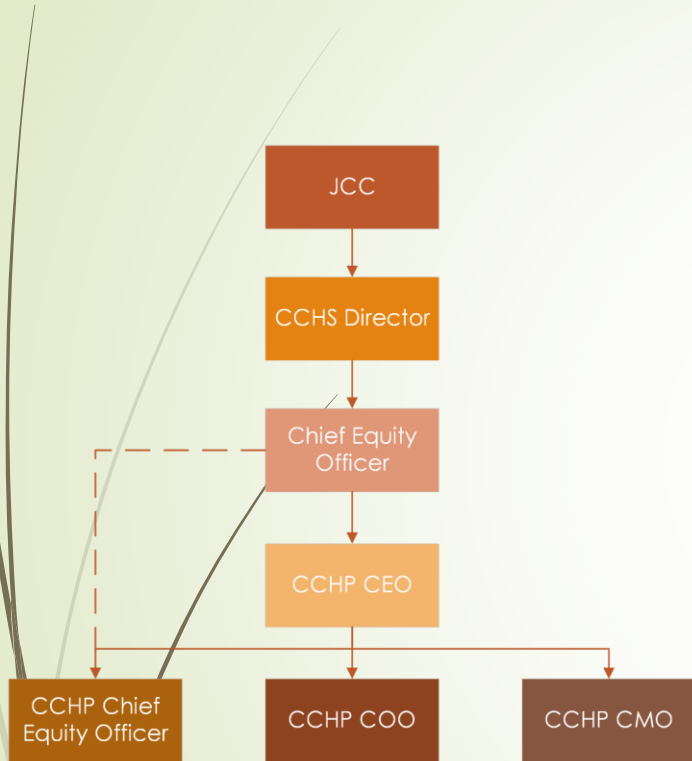 JCC
CCHS Director
Chief Equity
Officer
CCHP CEO
CCHP Chief
Equity Officer
CCHP COO
CCHP CMO